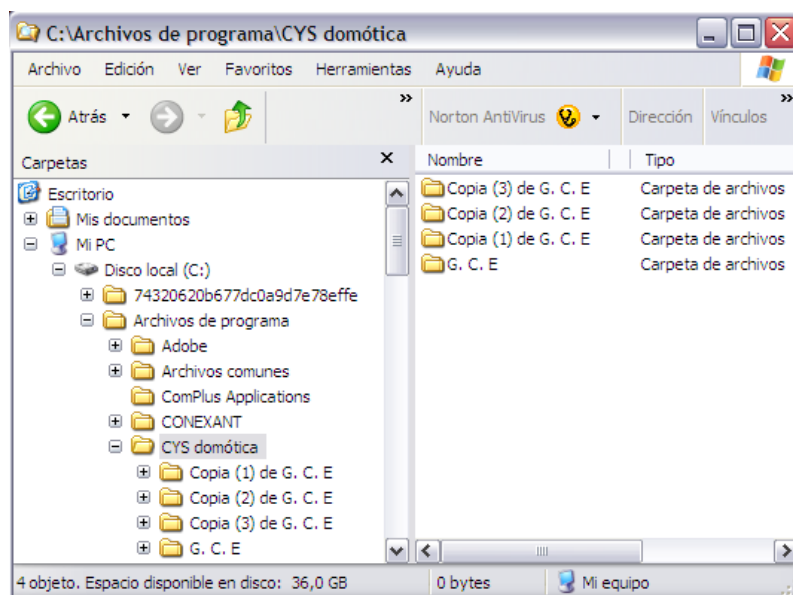 C:\Archivos de programa\CYS domótica
Archivo Edición Ver Favoritos Herramientas Ayuda
Atrás » Norton AntiVirus Dirección Vínculos »
Carpetas x
Escritorio
Mis documentos
Mi PC
Disco local (C:)
74320620b677dc0a9d7e78effe
Archivos de programa
Adobe
Archivos comunes
ComPlus Applications
CONEXANT
CYS domótica
Copia (1) de G. C. E
Copia (2) de G. C. E
Copia (3) de G. C. E
G. C. E
Nombre Tipo
Copia (3) de G. C. E Carpeta de archivos
Copia (2) de G. C. E Carpeta de archivos
Copia (1) de G. C. E Carpeta de archivos
G. C. E Carpeta de archivos
4 objeto. Espacio disponible en disco: 36,0 GB 0 bytes Mi equipo